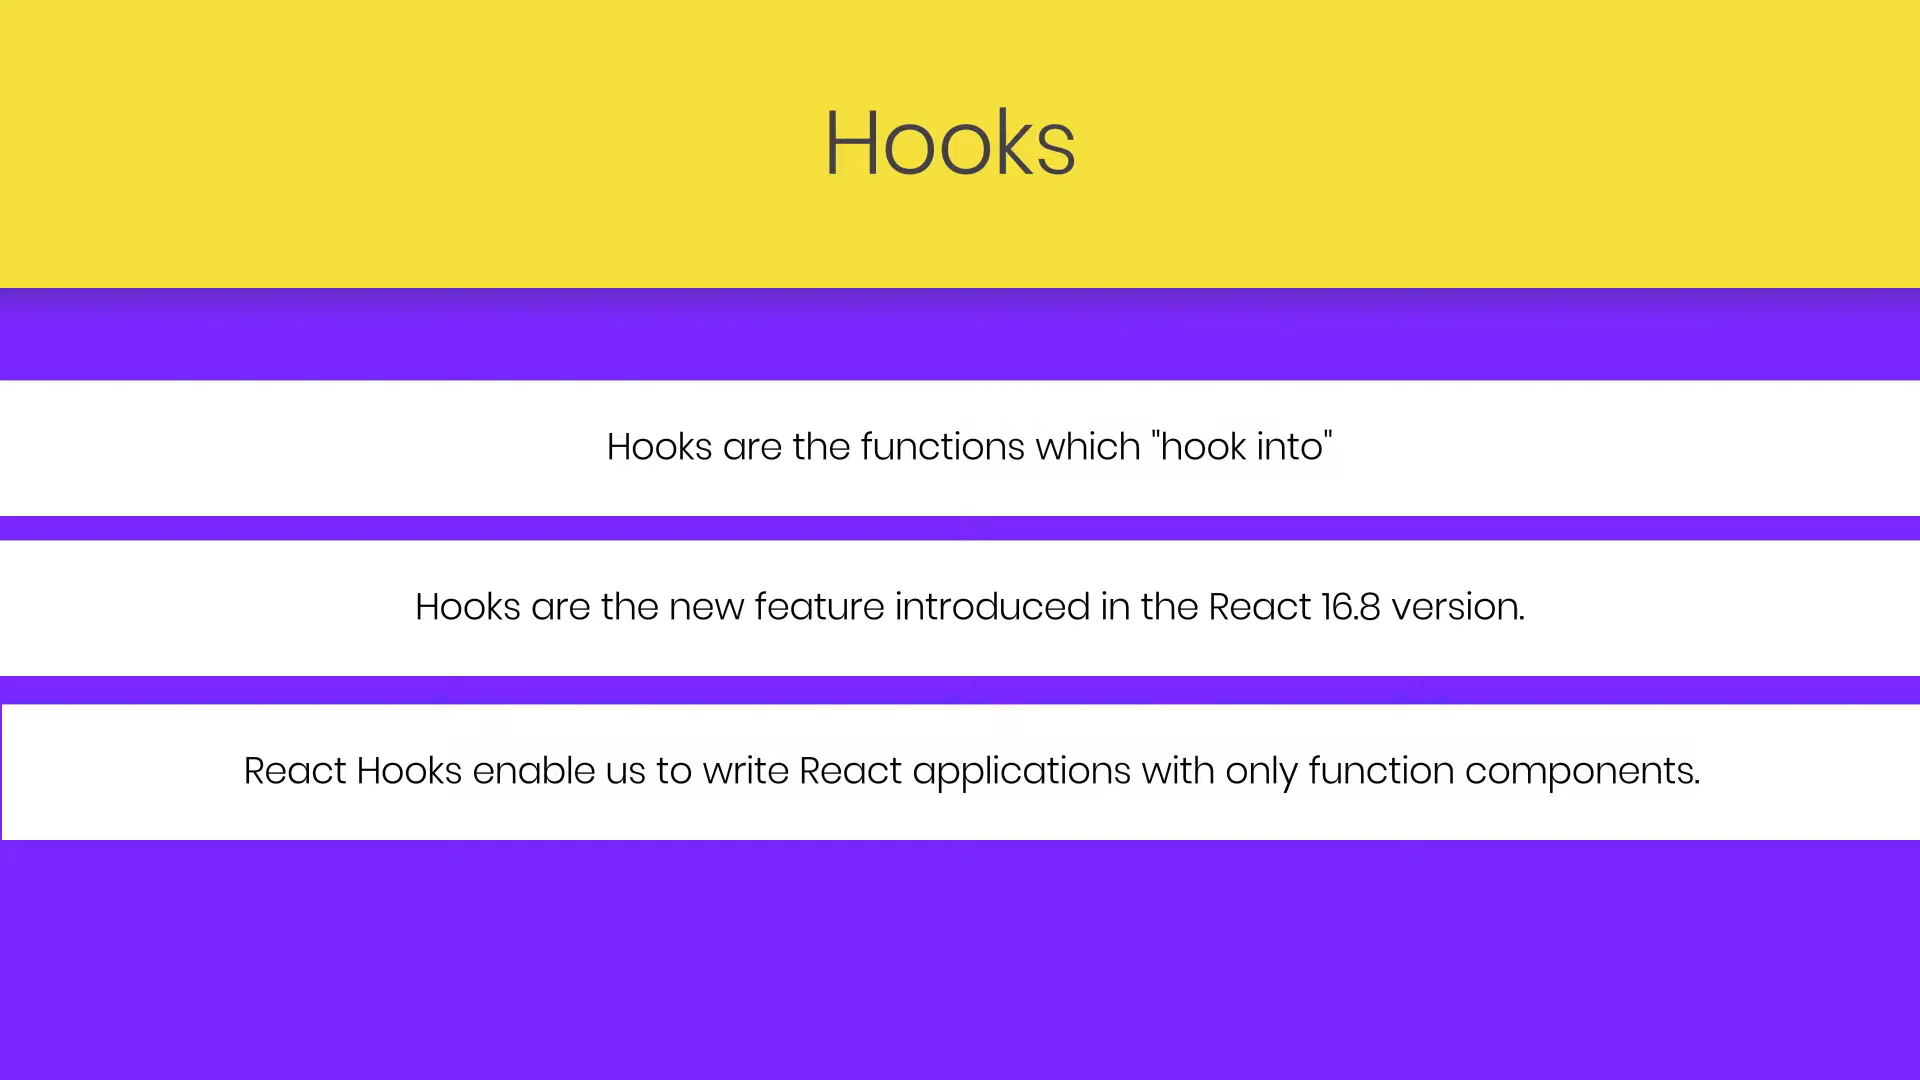 Hooks
Hooks are the functions which "hook into"
Hooks are the new feature introduced in the React 16.8 version.
React Hooks enable us to write React applications with only function components.